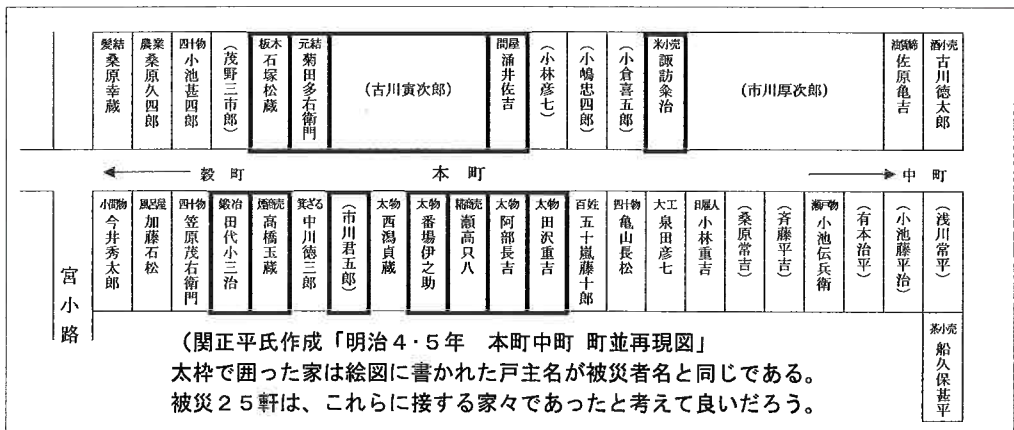 髪結 桑原幸蔵
農業 桑原久四郎
四十物 小池甚四郎
(茂野三市郎)
板木 石塚松蔵
元結 菊田多右衛門
(古川寅次郎)
問屋 涌井佐吉
(小林彦七)
(小嶋忠四郎)
(小倉喜五郎)
米小売 諏訪粂治
(市川厚次郎)
佐原亀吉
酒小売 古川徳太郎
穀町
本町
中町
小間物 今井秀太郎
風呂屋 加藤石松
四十物 笠原茂右衛門
鍛冶 田代小三治
煙商売 高橋玉蔵
箕ざる 中川徳三郎
(市川君五郎)
太物 西潟貞蔵
太物 番場伊之助
瀬高只八
太物 阿部長吉
太物 田沢重吉
百姓 五十嵐藤十郎
四十物 亀山長松
大工 泉田彦七
日雇人 小林重吉
(桑原常吉)
(斉藤平吉)
瀬戸物 小池伝兵衛
(有本治平)
(小池藤平治)
(浅川常平)
茶小売 船久保甚平
宮小路
(関正平氏作成「明治4・5年 本町中町 町並再現図」
太枠で囲った家は絵図に書かれた戸主名が被災者名と同じである。
被災25軒は、これらに接する家々であったと考えて良いだろう。